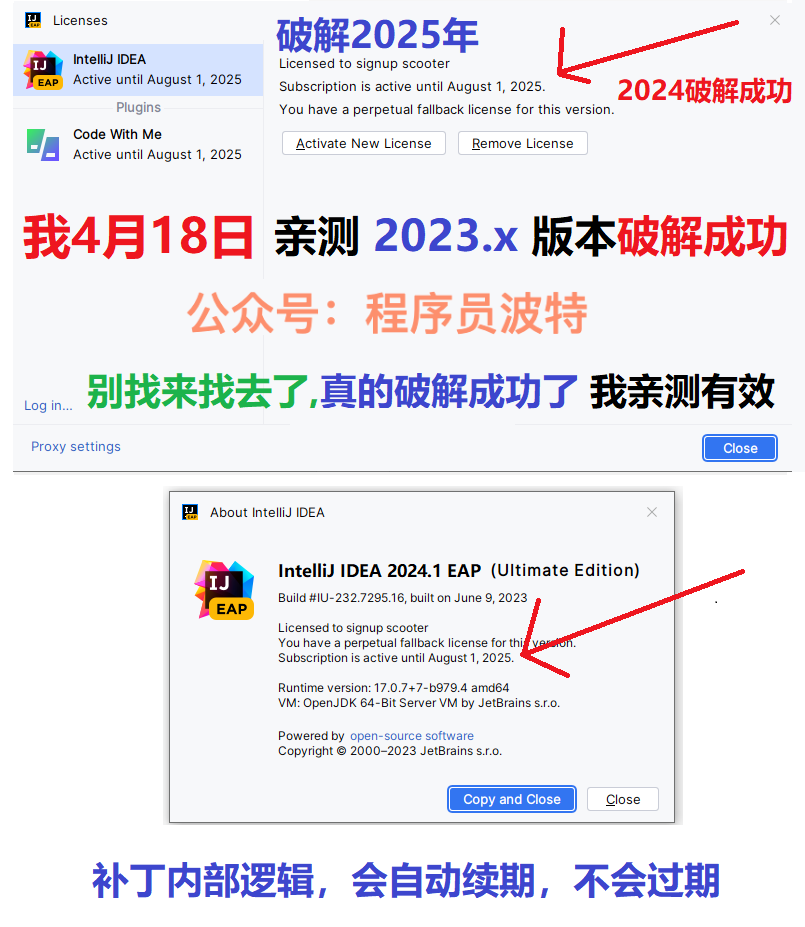 Licenses
破解2025年
IntelliJ IDEA
Active until August 1, 2025
Plugins
Code With Me
Active until August 1, 2025
Licensed to signup scooter
Subscription is active until August 1, 2025.
2024破解成功
You have a perpetual fallback license for this version.
Activate New License
Remove License
我4月18日 亲测 2023.x 版本破解成功
公众号：程序员波特
别找来找去了,真的破解成功了 我亲测有效
Log in...
Proxy settings
Close
About IntelliJ IDEA
IntelliJ IDEA 2024.1 EAP (Ultimate Edition)
Build #IU-232.7295.16, built on June 9, 2023
Licensed to signup scooter
You have a perpetual fallback license for this version.
Subscription is active until August 1, 2025.
Runtime version: 17.0.7+7-b979.4 amd64
VM: OpenJDK 64-Bit Server VM by JetBrains s.r.o.
Powered by open-source software
Copyright © 2000–2023 JetBrains s.r.o.
Copy and Close
Close
补丁内部逻辑，会自动续期，不会过期